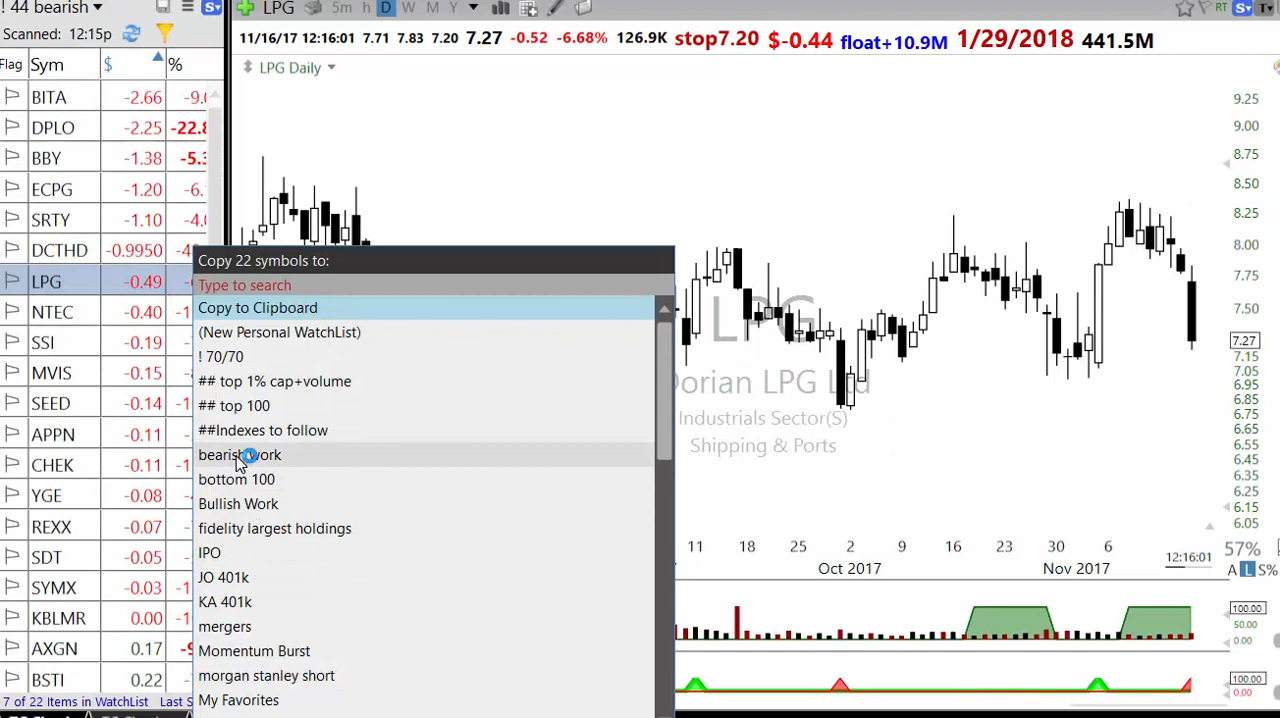 ! 44 bearish
Scanned: 12:15p
Flag Sym $ %
BITA -2.66 -9.0
DPLO -2.25 -22.8
BBY -1.38 -5.3
ECPG -1.20 -6.
SRTY -1.10 -4.0
DCTHD -0.9950 -4
LPG -0.49
NTEC -0.40
SSI -0.19
MVIS -0.15
SEED -0.14
APPN -0.11
CHEK -0.11
YGE -0.08
REXX -0.07
SDT -0.05
SYMX -0.03
KBLMR 0.00
AXGN 0.17
BSTI 0.22
7 of 22 Items in WatchList Last S
Copy 22 symbols to:
Type to search
Copy to Clipboard
(New Personal WatchList)
! 70/70
## top 1% cap+volume
## top 100
##Indexes to follow
bearish work
bottom 100
Bullish Work
fidelity largest holdings
IPO
JO 401k
KA 401k
mergers
Momentum Burst
morgan stanley short
My Favorites
LPG 5m h D W M Y
RT S T
11/16/17 12:16:01 7.71 7.83 7.20 7.27 -0.52 -6.68% 126.9K stop7.20 $-0.44 float+10.9M 1/29/2018 441.5M
LPG Daily
LPG
Dorian LPG Ltd
Industrials Sector(S)
Shipping & Ports
9.25
9.00
8.75
8.50
8.25
8.00
7.75
7.50
7.27
7.15
7.05
6.95
6.85
6.75
6.65
6.55
6.45
6.35
6.25
6.15
6.05
11 18 25 2 9 16 23 30 6 12:16:01
Oct 2017 Nov 2017
57%
A L S%
100.00
50.00
0.00
100.00
0.00